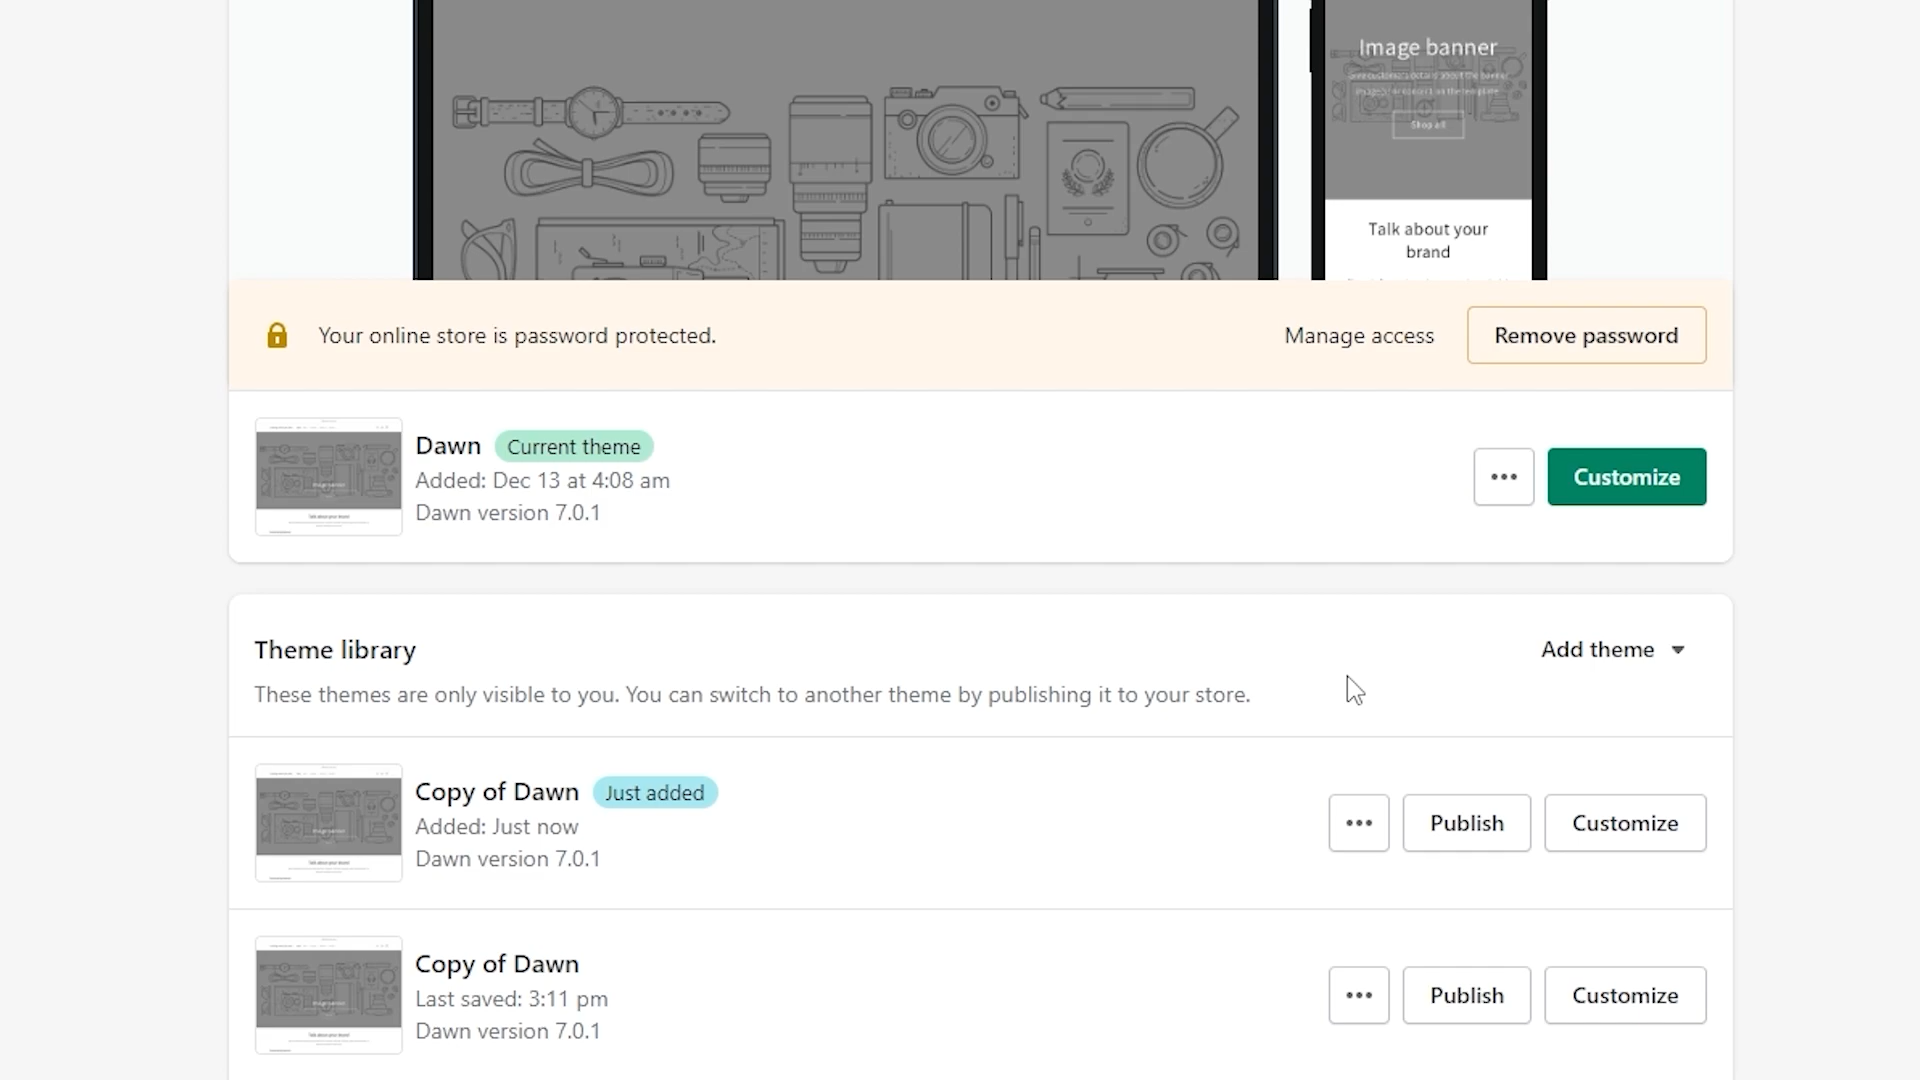 Image banner
Shop all
Talk about your
brand
Your online store is password protected.
Manage access
Remove password
Dawn
Current theme
Added: Dec 13 at 4:08 am
Dawn version 7.0.1
Customize
Theme library
Add theme
These themes are only visible to you. You can switch to another theme by publishing it to your store.
Copy of Dawn
Just added
Added: Just now
Dawn version 7.0.1
Publish
Customize
Copy of Dawn
Last saved: 3:11 pm
Dawn version 7.0.1
Publish
Customize